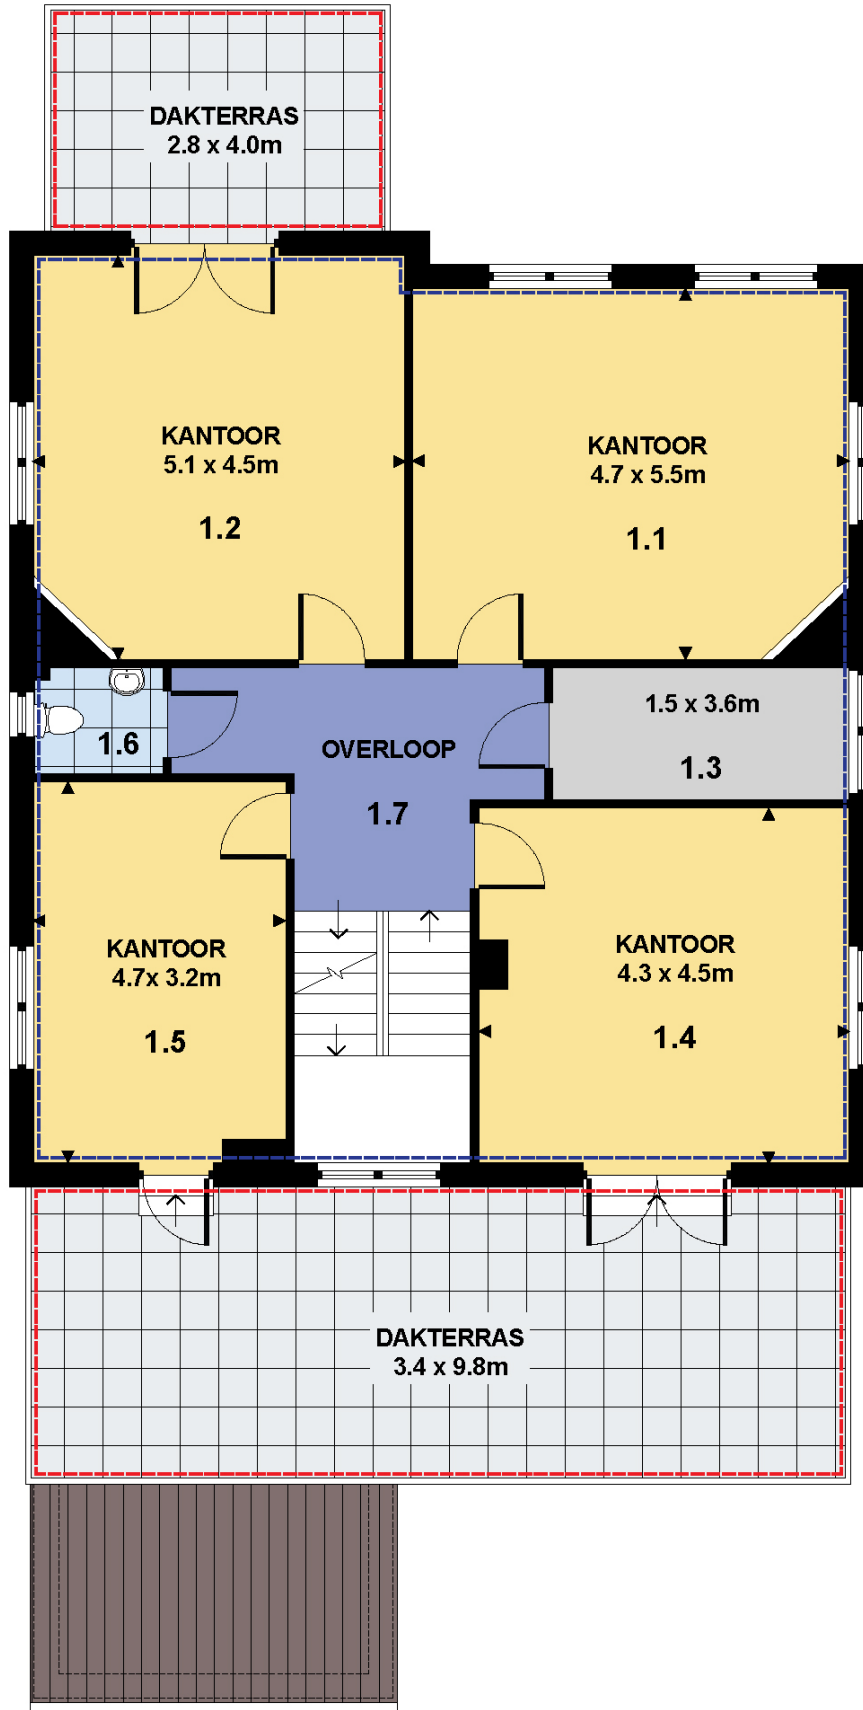 DAKTERRAS
2.8 x 4.0m
KANTOOR
5.1 x 4.5m
1.2
KANTOOR
4.7 x 5.5m
1.1
1.6
OVERLOOP
1.7
1.5 x 3.6m
1.3
KANTOOR
4.7x 3.2m
1.5
KANTOOR
4.3 x 4.5m
1.4
DAKTERRAS
3.4 x 9.8m